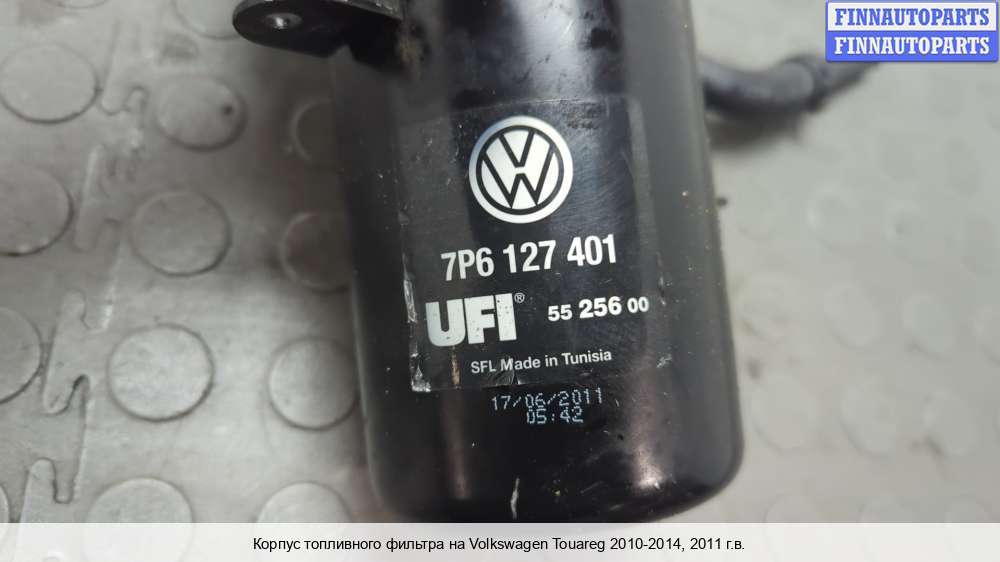 FINNAUTOPARTS
FINNAUTOPARTS
7P6 127 401
UFI® 55 256 00
SFL Made in Tunisia
17/06/2011
05:42
Корпус топливного фильтра на Volkswagen Touareg 2010-2014, 2011 г.в.